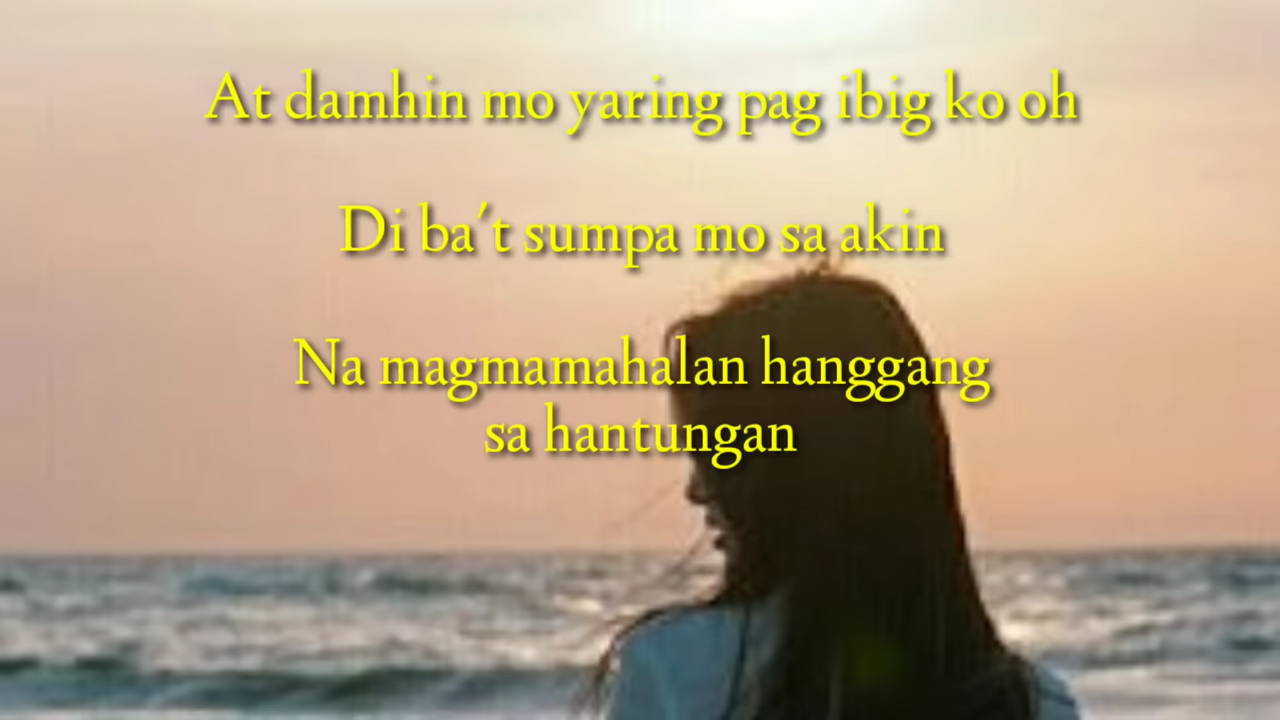 At damhin mo yaring pag ibig ko oh
Di ba´t sumpa mo sa akin
Na magmamahalan hanggang
sa hantungan